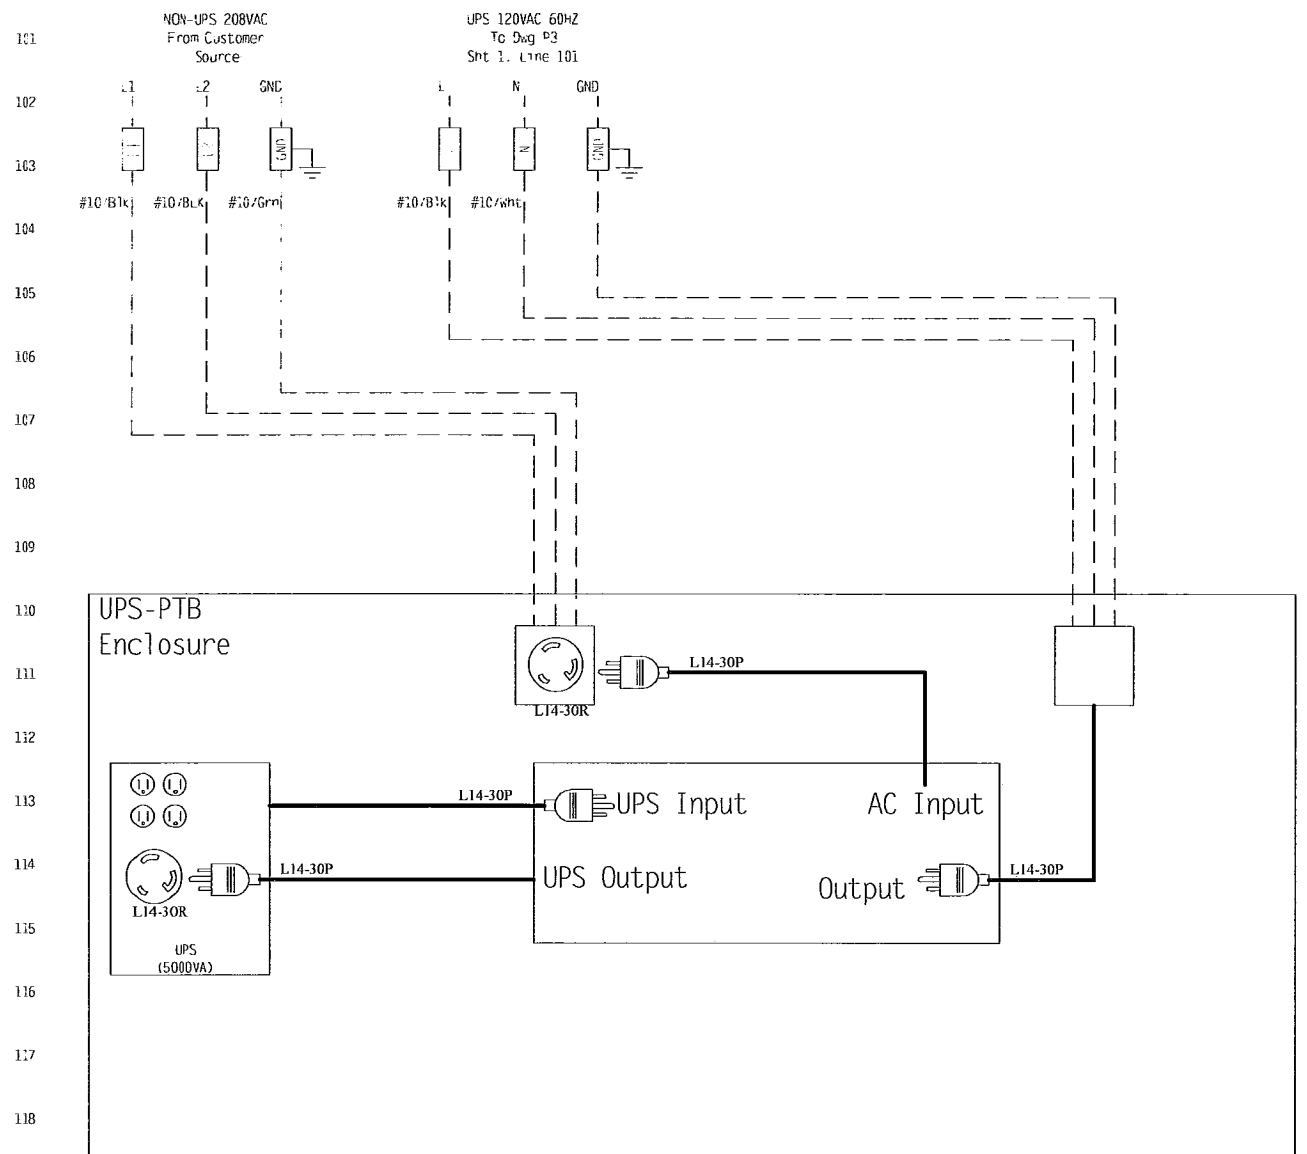 NON-UPS 208VAC
From Customer
Source
UPS 120VAC 60HZ
To Dwg P3
Sht 1, Line 101
101
L1 L2 GND
L N GND
102
GND
N
GND
103
#10/Blk #10/BLK #10/Grn
#10/Blk #10/Wht
104
105
106
107
108
109
110
UPS-PTB
Enclosure
111
L14-30P
L14-30R
112
113
L14-30P
UPS Input
AC Input
114
L14-30P
UPS Output
Output
L14-30P
L14-30R
115
UPS
(5000VA)
116
117
118